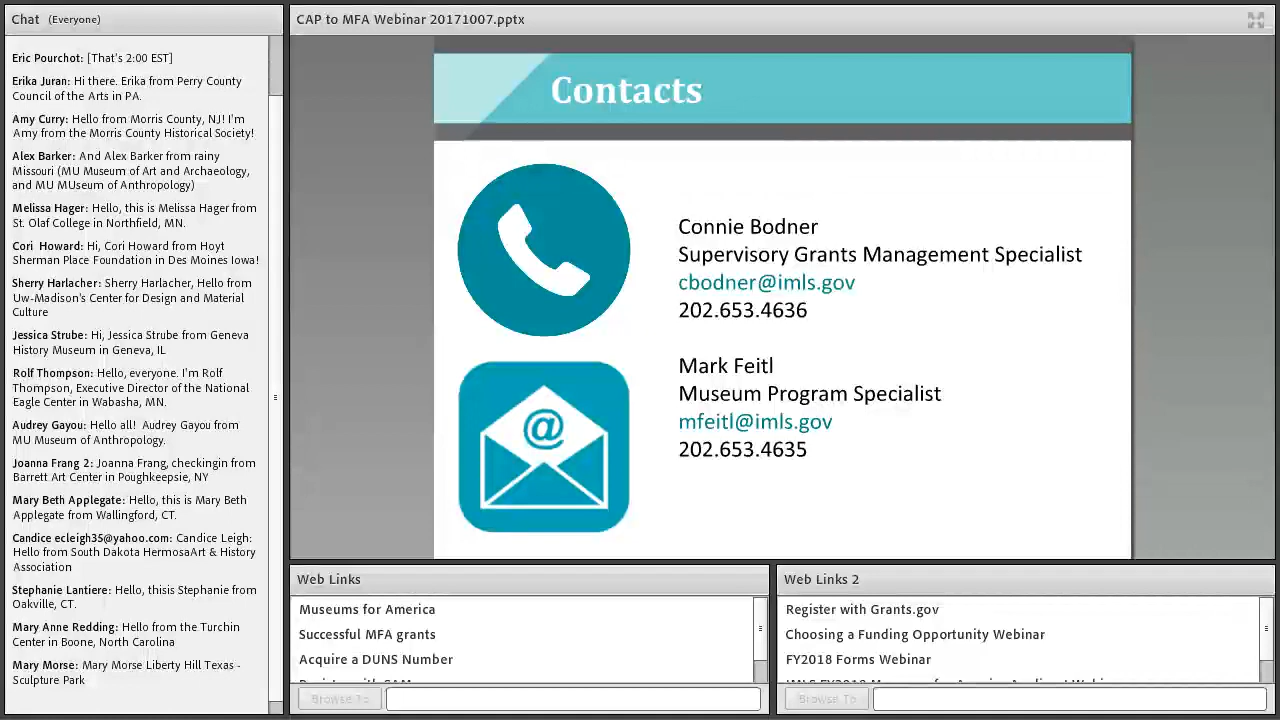 Chat (Everyone)
Eric Pourchot: [That's 2:00 EST]
Erika Juran: Hi there. Erika from Perry County
Council of the Arts in PA.
Amy Curry: Hello from Morris County, NJ! I'm
Amy from the Morris County Historical Society!
Alex Barker: And Alex Barker from rainy
Missouri (MU Museum of Art and Archaeology,
and MU MUseum of Anthropology)
Melissa Hager: Hello, this is Melissa Hager from
St. Olaf College in Northfield, MN.
Cori Howard: Hi, Cori Howard from Hoyt
Sherman Place Foundation in Des Moines Iowa!
Sherry Harlacher: Sherry Harlacher, Hello from
Uw-Madison's Center for Design and Material
Culture
Jessica Strube: Hi, Jessica Strube from Geneva
History Museum in Geneva, IL
Rolf Thompson: Hello, everyone. I'm Rolf
Thompson, Executive Director of the National
Eagle Center in Wabasha, MN.
Audrey Gayou: Hello all! Audrey Gayou from
MU Museum of Anthropology.
Joanna Frang 2: Joanna Frang, checkingin from
Barrett Art Center in Poughkeepsie, NY
Mary Beth Applegate: Hello, this is Mary Beth
Applegate from Wallingford, CT.
Candice ecleigh35@yahoo.com: Candice Leigh:
Hello from South Dakota HermosaArt & History
Association
Stephanie Lantiere: Hello, thisis Stephanie from
Oakville, CT.
Mary Anne Redding: Hello from the Turchin
Center in Boone, North Carolina
Mary Morse: Mary Morse Liberty Hill Texas -
Sculpture Park
CAP to MFA Webinar 20171007.pptx
Contacts
Connie Bodner
Supervisory Grants Management Specialist
cbodner@imls.gov
202.653.4636
Mark Feitl
Museum Program Specialist
mfeitl@imls.gov
202.653.4635
@
Web Links
Museums for America
Successful MFA grants
Acquire a DUNS Number
Browse To
Web Links 2
Register with Grants.gov
Choosing a Funding Opportunity Webinar
FY2018 Forms Webinar
Browse To